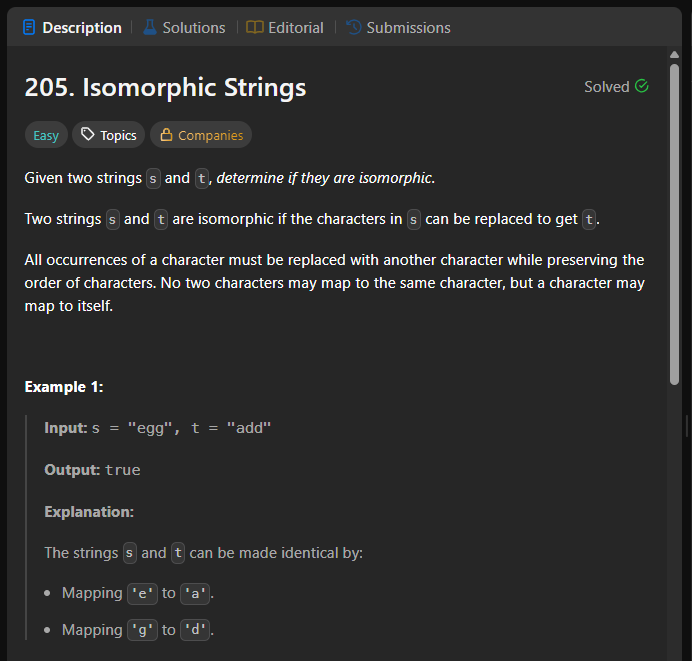 Description Solutions Editorial Submissions
205. Isomorphic Strings
Solved
Easy Topics Companies
Given two strings s and t, determine if they are isomorphic.
Two strings s and t are isomorphic if the characters in s can be replaced to get t.
All occurrences of a character must be replaced with another character while preserving the
order of characters. No two characters may map to the same character, but a character may
map to itself.
Example 1:
Input: s = "egg", t = "add"
Output: true
Explanation:
The strings s and t can be made identical by:
• Mapping 'e' to 'a'.
• Mapping 'g' to 'd'.